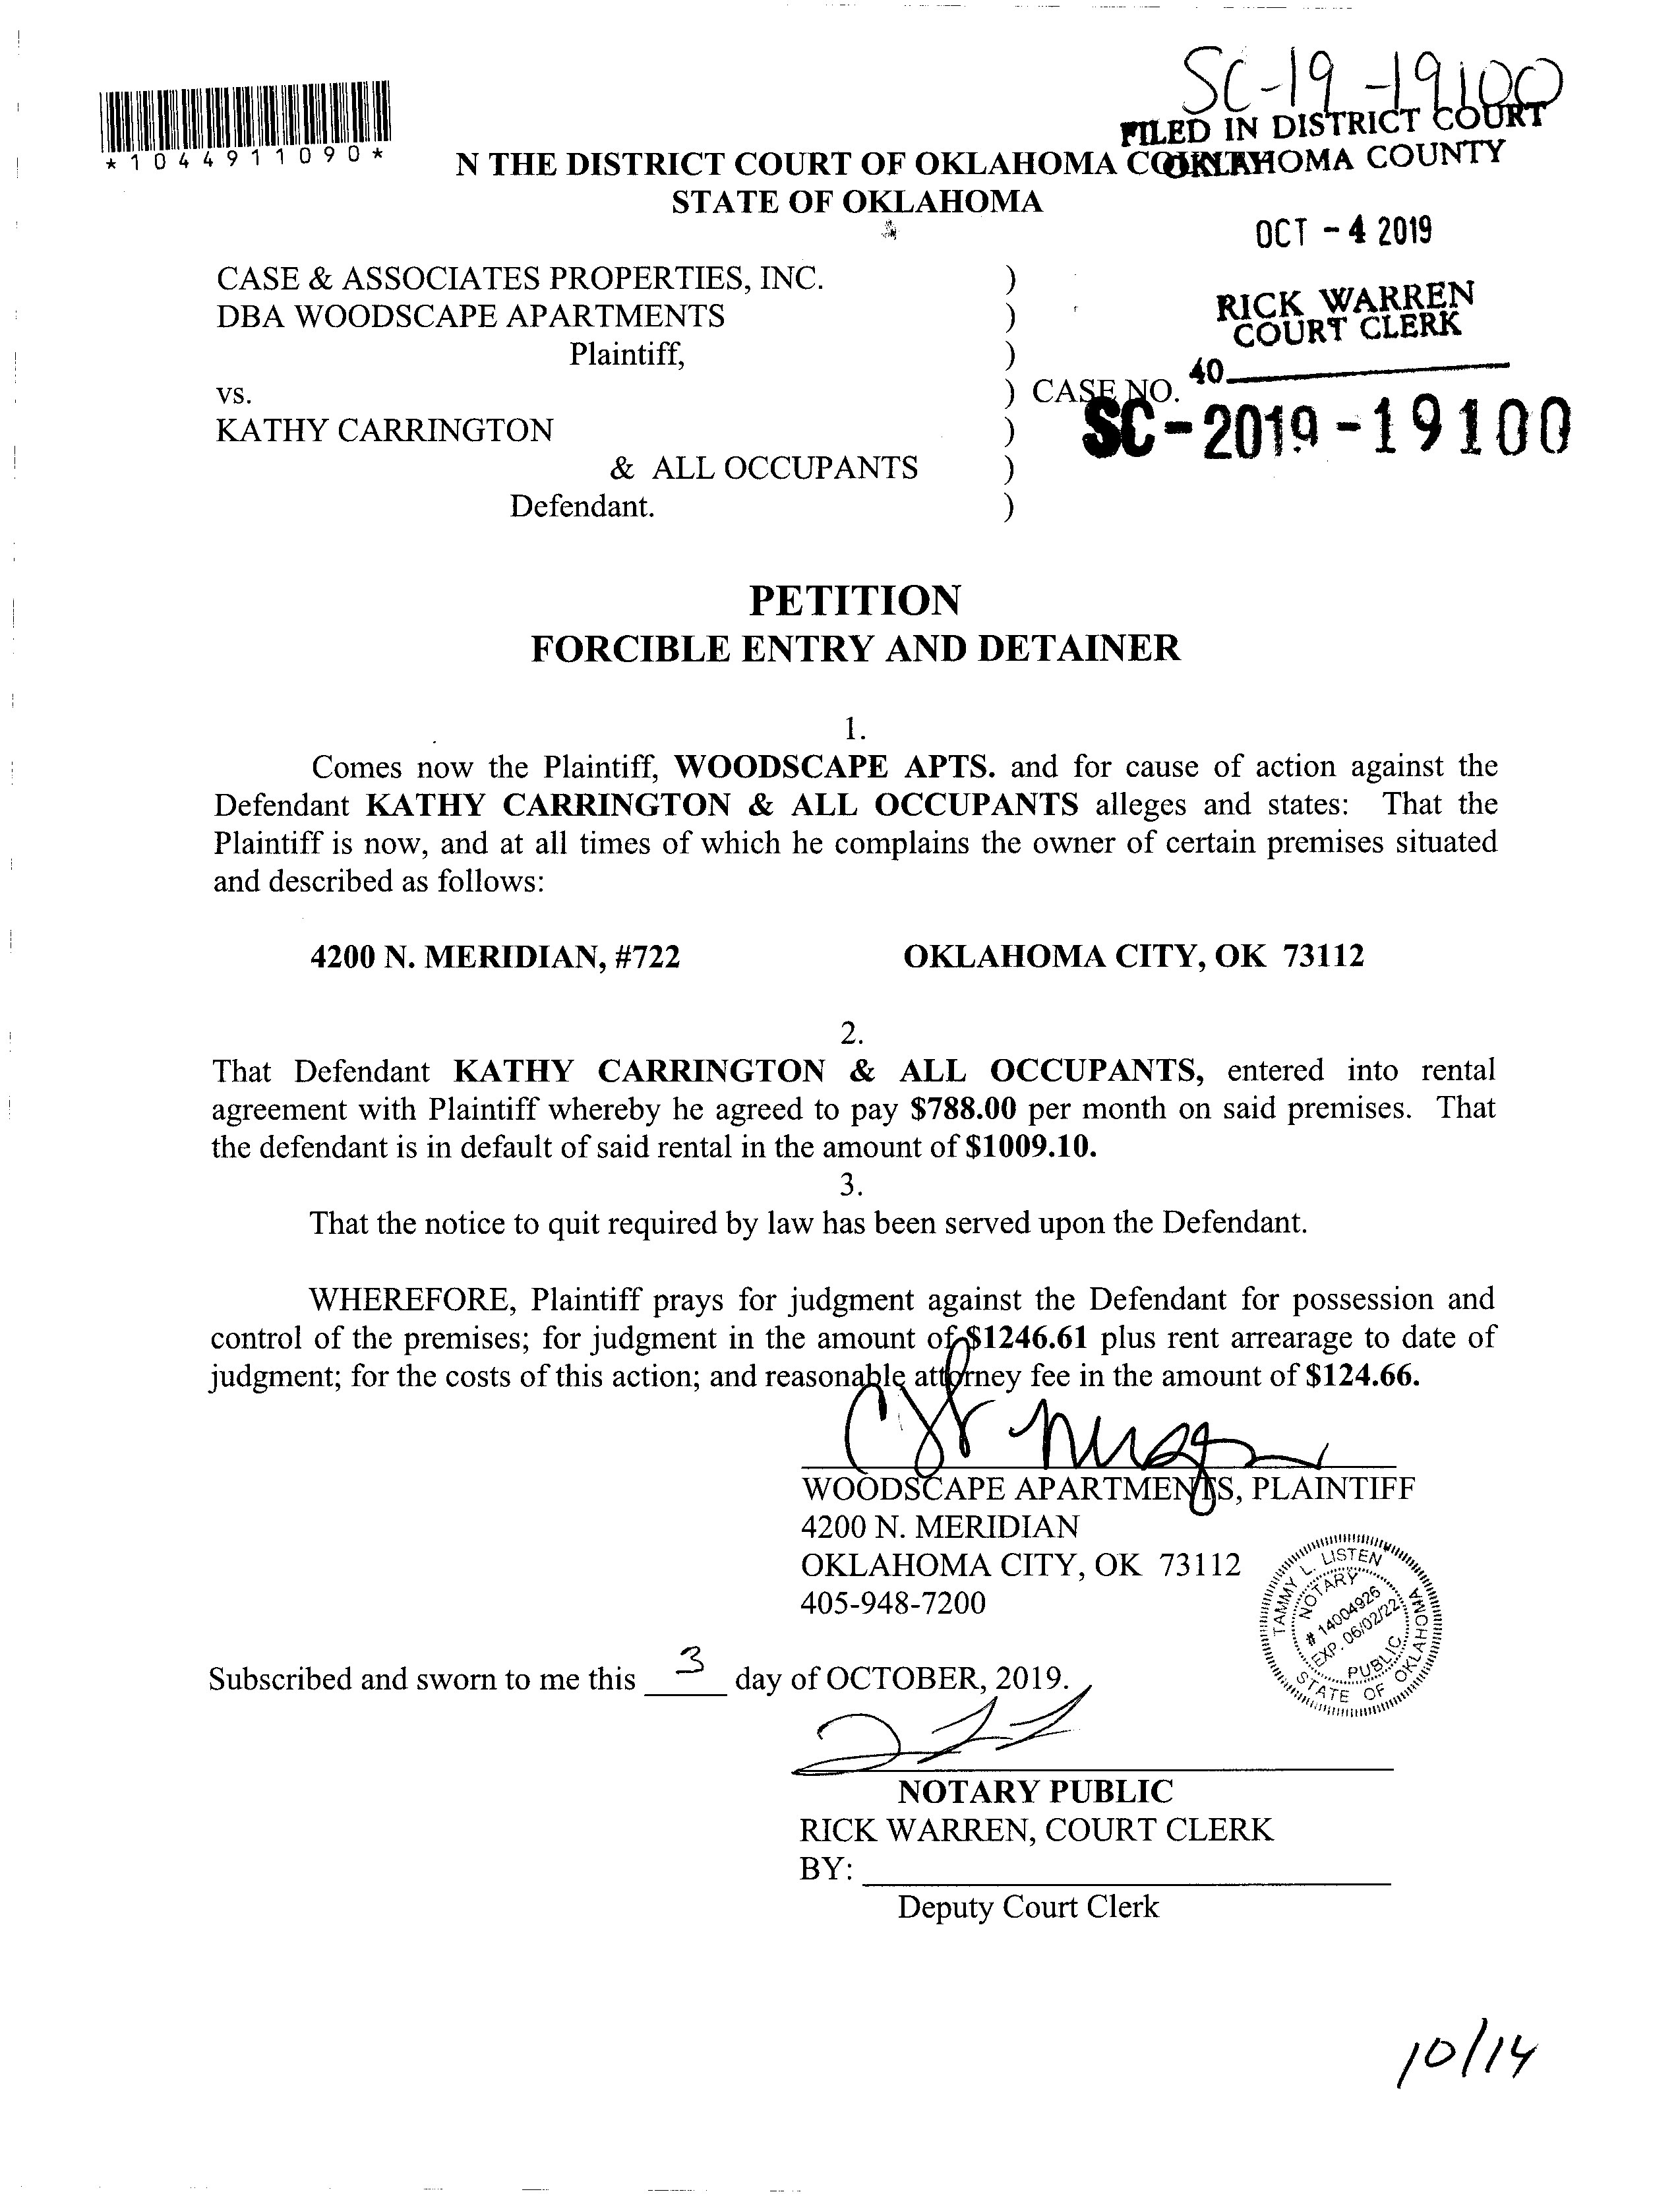 SC-19-19100
FILED IN DISTRICT COURT
OKLAHOMA COUNTY
*1044911090*
N THE DISTRICT COURT OF OKLAHOMA COUNTY
STATE OF OKLAHOMA
OCT - 4 2019
CASE & ASSOCIATES PROPERTIES, INC. )
DBA WOODSCAPE APARTMENTS )
RICK WARREN
COURT CLERK
Plaintiff, )
40
vs. ) CASE NO.
SC-2019-19100
KATHY CARRINGTON )
& ALL OCCUPANTS )
Defendant. )
PETITION
FORCIBLE ENTRY AND DETAINER
1.
Comes now the Plaintiff, WOODSCAPE APTS. and for cause of action against the
Defendant KATHY CARRINGTON & ALL OCCUPANTS alleges and states: That the
Plaintiff is now, and at all times of which he complains the owner of certain premises situated
and described as follows:
4200 N. MERIDIAN, #722 OKLAHOMA CITY, OK 73112
2.
That Defendant KATHY CARRINGTON & ALL OCCUPANTS, entered into rental
agreement with Plaintiff whereby he agreed to pay $788.00 per month on said premises. That
the defendant is in default of said rental in the amount of $1009.10.
3.
That the notice to quit required by law has been served upon the Defendant.
WHEREFORE, Plaintiff prays for judgment against the Defendant for possession and
control of the premises; for judgment in the amount of $1246.61 plus rent arrearage to date of
judgment; for the costs of this action; and reasonable attorney fee in the amount of $124.66.
WOODSCAPE APARTMENTS, PLAINTIFF
4200 N. MERIDIAN
OKLAHOMA CITY, OK 73112
405-948-7200
TAMMY L. LISTEN
NOTARY
# 14004926
EXP. 06/02/22
PUBLIC
STATE OF OKLAHOMA
Subscribed and sworn to me this 3 day of OCTOBER, 2019.
NOTARY PUBLIC
RICK WARREN, COURT CLERK
BY:
Deputy Court Clerk
10/14